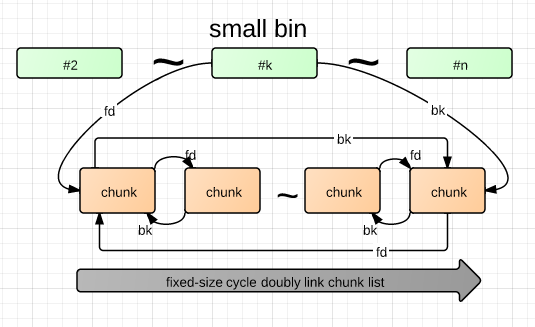 small bin
#2
~
#k
~
#n
fd
bk
bk
fd
fd
chunk
chunk
~
chunk
chunk
bk
bk
fd
fixed-size cycle doubly link chunk list